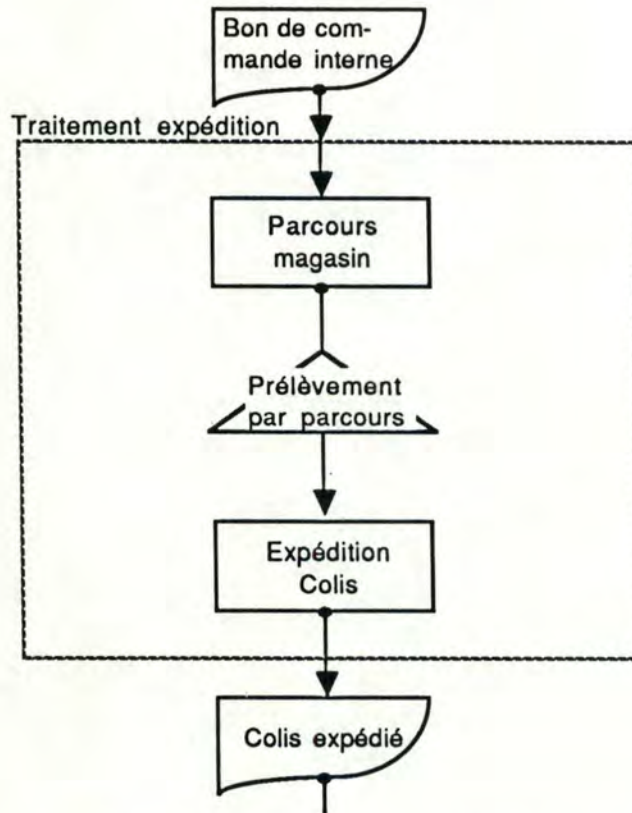 Bon de com-
mande interne
Traitement expédition
Parcours
magasin
Prélèvement
par parcours
Expédition
Colis
Colis expédié